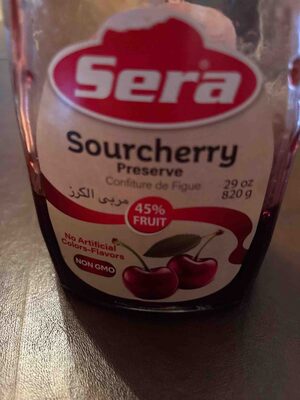 Sera®
Sourcherry
Preserve
Confiture de Figue
مربى الكرز
29 oz
820 g
45%
FRUIT
No Artificial
Colors-Flavors
NON GMO